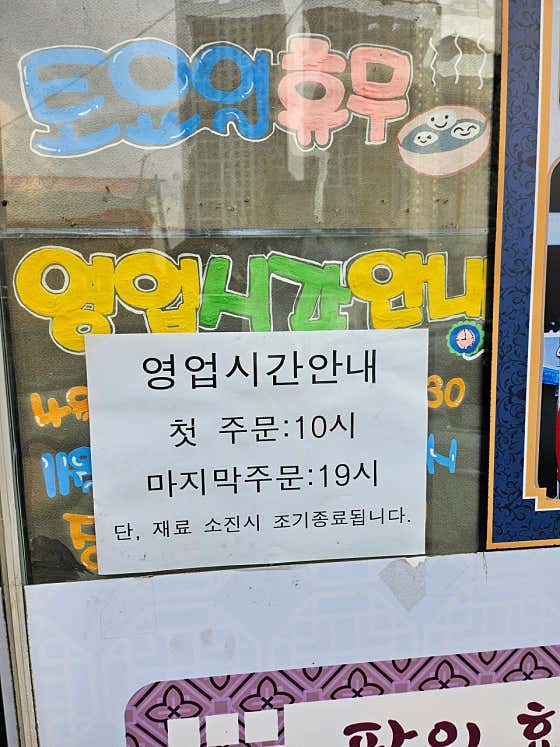 토요일휴무
영업시간안내
영업시간안내
첫 주문:10시
마지막주문:19시
단, 재료 소진시 조기종료됩니다.
30
시